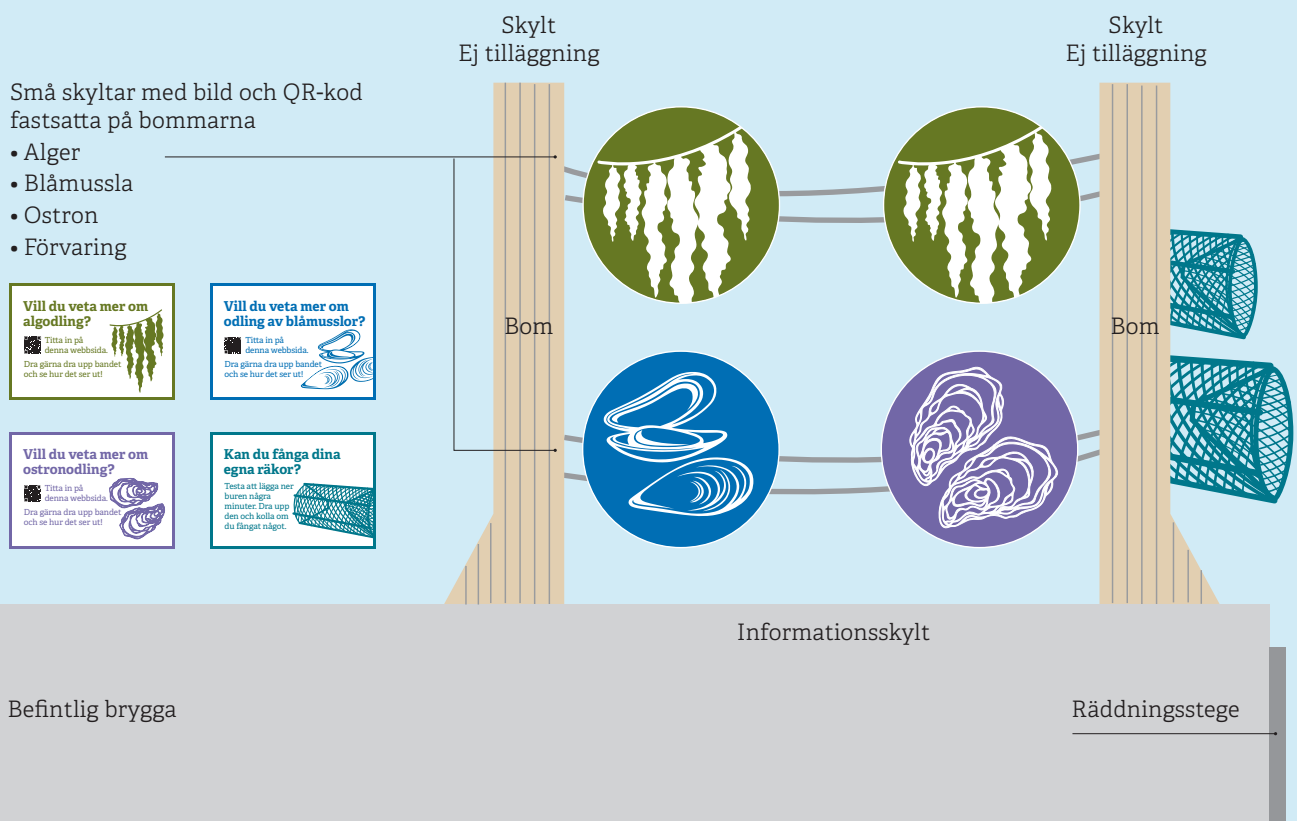 Skylt
Ej tilläggning
Skylt
Ej tilläggning
Små skyltar med bild och QR-kod
fastsatta på bommarna
• Alger
• Blåmussla
• Ostron
• Förvaring
Vill du veta mer om
algodling?
Titta in på
denna webbsida.
Dra gärna dra upp bandet
och se hur det ser ut!
Vill du veta mer om
odling av blåmusslor?
Titta in på
denna webbsida.
Dra gärna dra upp bandet
och se hur det ser ut!
Vill du veta mer om
ostronodling?
Titta in på
denna webbsida.
Dra gärna dra upp bandet
och se hur det ser ut!
Kan du fånga dina
egna räkor?
Testa att lägga ner
buren några
minuter. Dra upp
den och kolla om
du fångat något.
Bom
Bom
Informationsskylt
Befintlig brygga
Räddningsstege